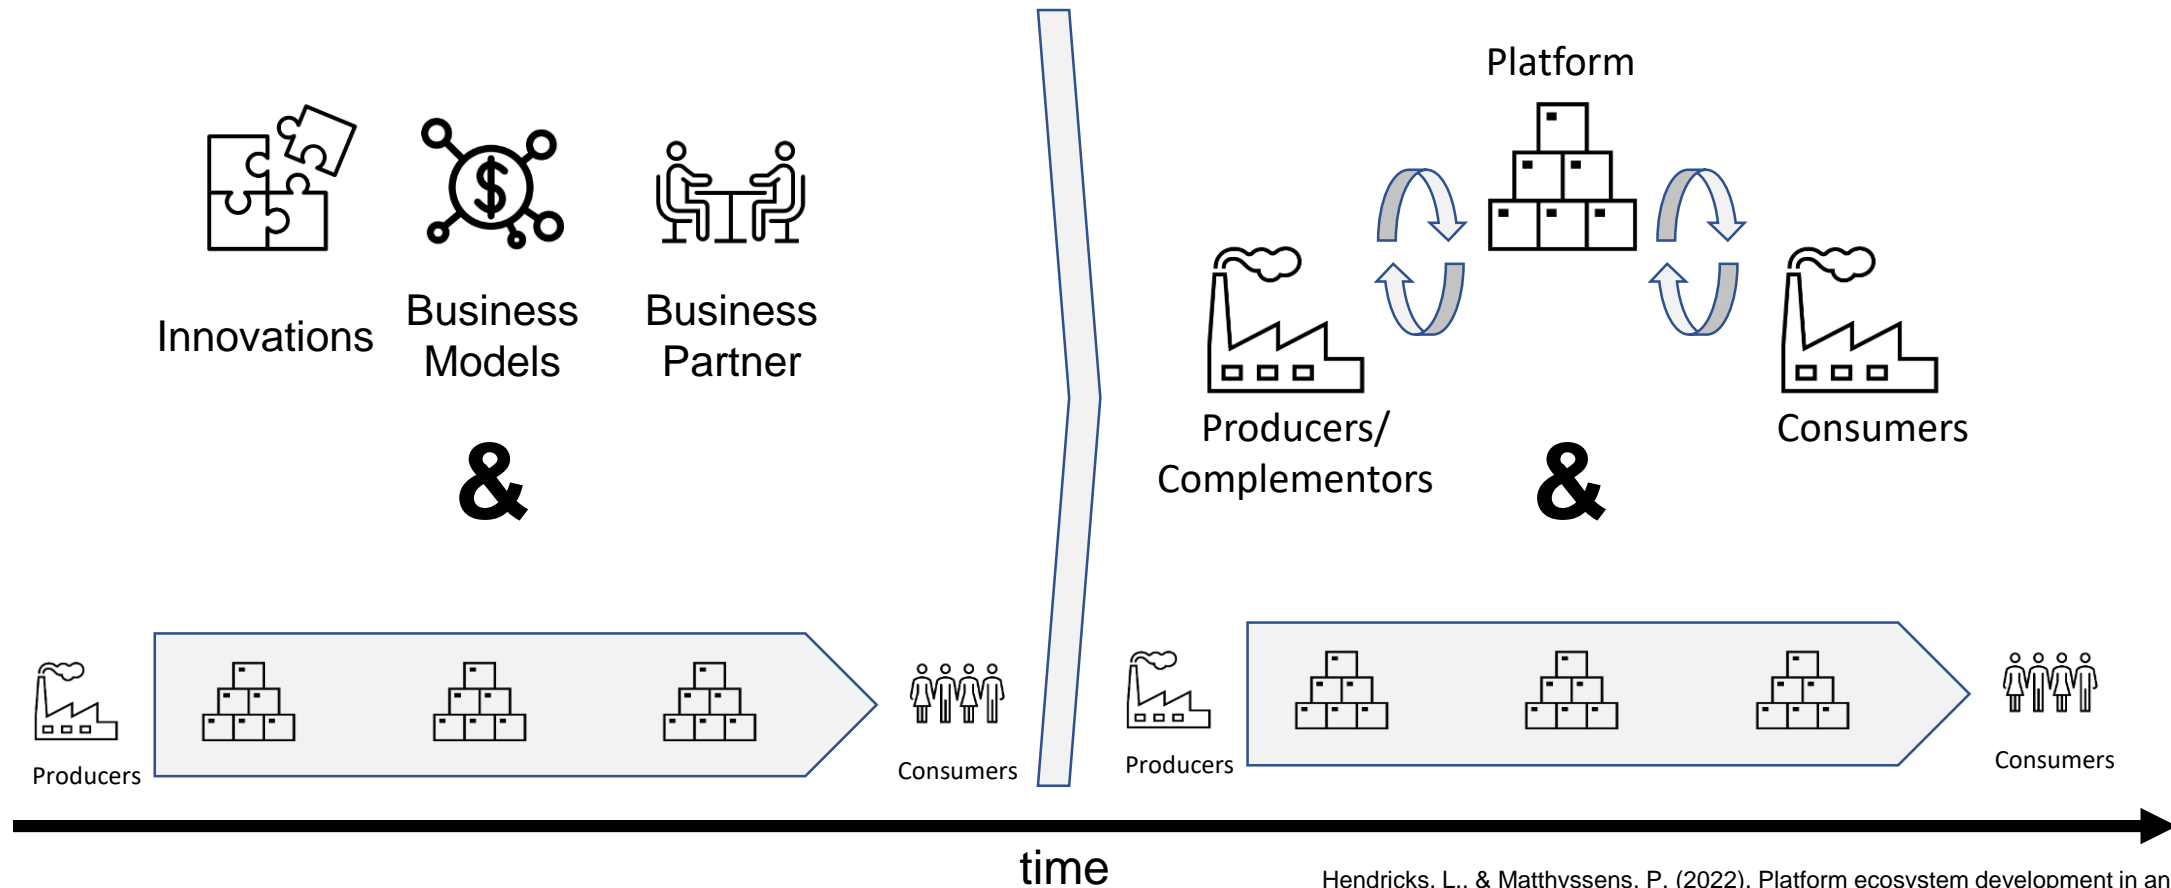 Platform
Innovations
Business
Models
Business
Partner
&
Producers/
Complementors
Consumers
&
Producers
Consumers
Producers
Consumers
time
Hendricks, L., & Matthyssens, P. (2022). Platform ecosystem development in an